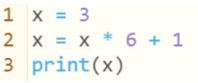 1 x = 3
2 x = x * 6 + 1
3 print(x)